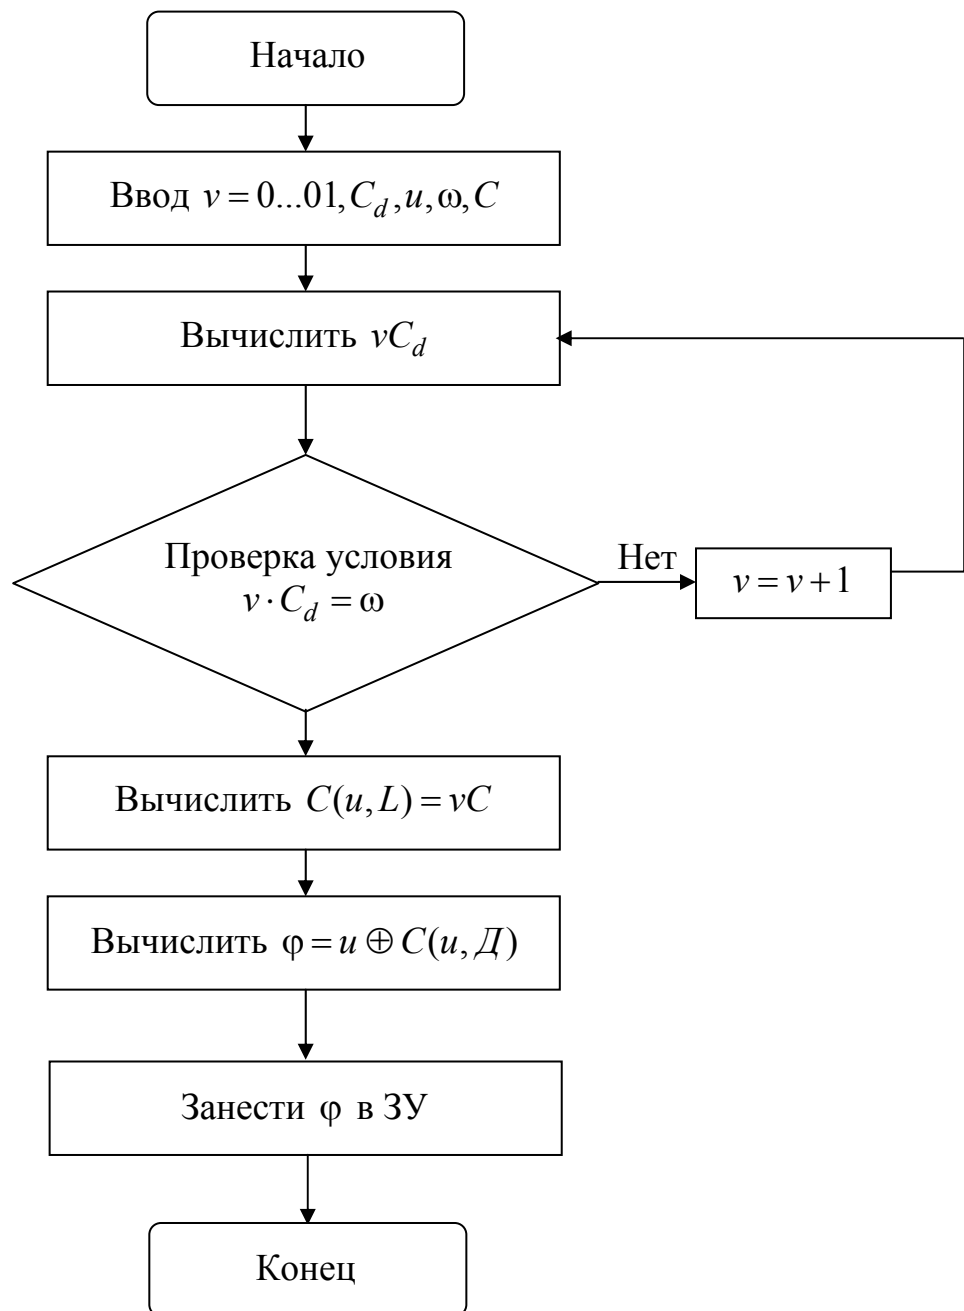 Начало
Ввод v = 0...01, C_d, u, ω, C
Вычислить vC_d
Проверка условия
v · C_d = ω
Нет
v = v + 1
Вычислить C(u, L) = vC
Вычислить φ = u ⊕ C(u, Д)
Занести φ в ЗУ
Конец